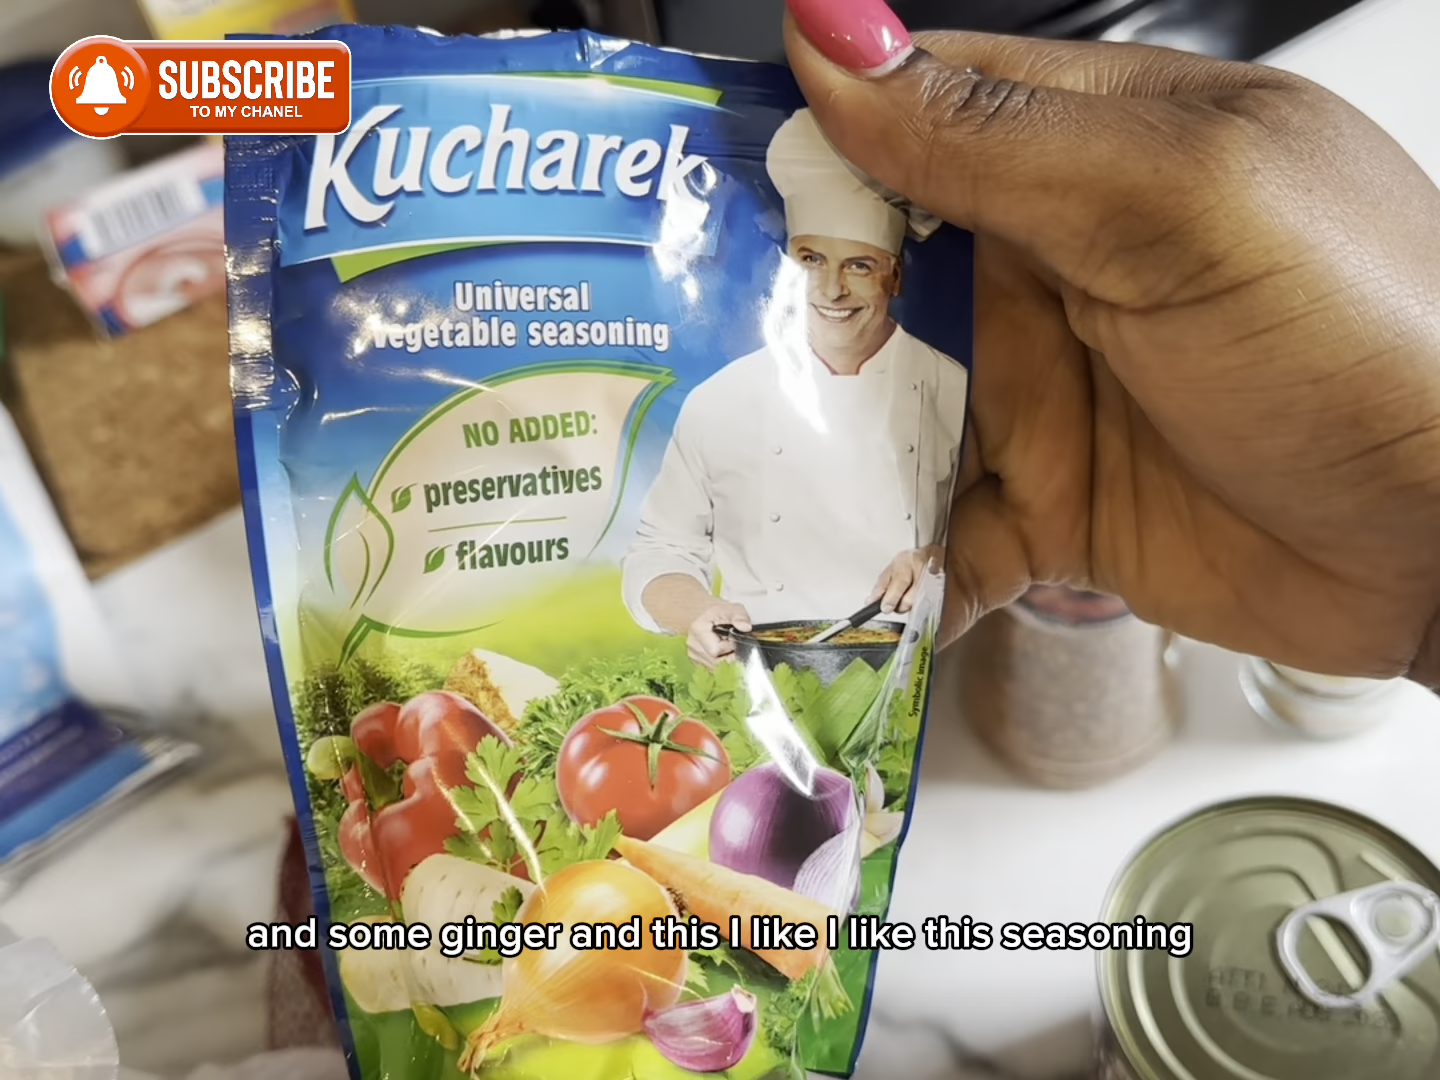 SUBSCRIBE
TO MY CHANEL
Kucharek
Universal
vegetable seasoning
NO ADDED:
preservatives
flavours
Symbolic image
and some ginger and this I like I like this seasoning